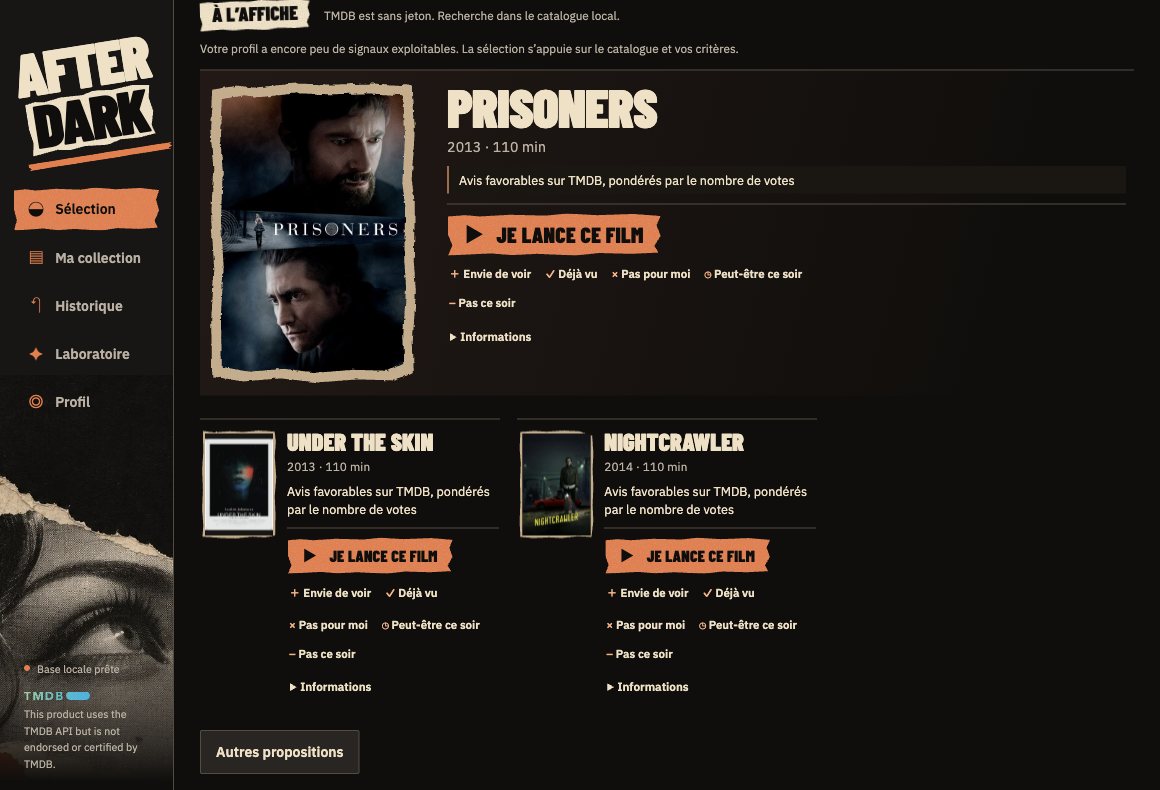 AFTER
DARK
Sélection
Ma collection
Historique
Laboratoire
Profil
Base locale prête
TMDB
This product uses the
TMDB API but is not
endorsed or certified by
TMDB.
À L'AFFICHE
TMDB est sans jeton. Recherche dans le catalogue local.
Votre profil a encore peu de signaux exploitables. La sélection s'appuie sur le catalogue et vos critères.
PRISONERS
PRISONERS
2013 · 110 min
Avis favorables sur TMDB, pondérés par le nombre de votes
JE LANCE CE FILM
+ Envie de voir ✓ Déjà vu × Pas pour moi ◷ Peut-être ce soir
– Pas ce soir
▶ Informations
UNDER THE SKIN
UNDER THE SKIN
2013 · 110 min
Avis favorables sur TMDB, pondérés
par le nombre de votes
JE LANCE CE FILM
+ Envie de voir ✓ Déjà vu
× Pas pour moi ◷ Peut-être ce soir
– Pas ce soir
▶ Informations
NIGHTCRAWLER
NIGHTCRAWLER
2014 · 110 min
Avis favorables sur TMDB, pondérés
par le nombre de votes
JE LANCE CE FILM
+ Envie de voir ✓ Déjà vu
× Pas pour moi ◷ Peut-être ce soir
– Pas ce soir
▶ Informations
Autres propositions